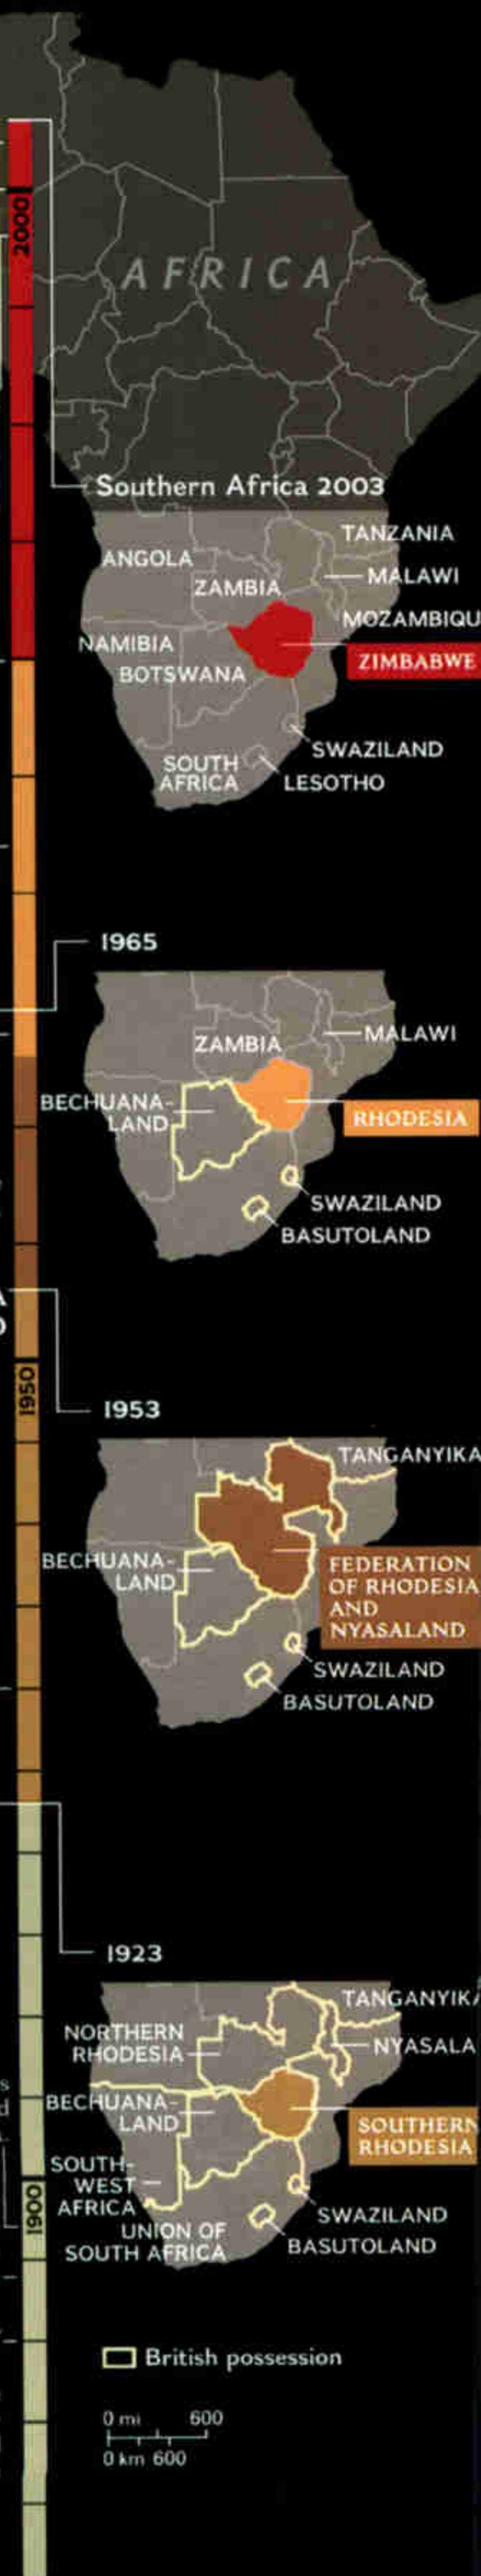 2000
AFRICA
Southern Africa 2003
TANZANIA
ANGOLA
MALAWI
ZAMBIA
MOZAMBIQU
NAMIBIA
ZIMBABWE
BOTSWANA
SWAZILAND
SOUTH
AFRICA
LESOTHO
1965
MALAWI
ZAMBIA
BECHUANA-
LAND
RHODESIA
SWAZILAND
BASUTOLAND
1950
1953
TANGANYIKA
BECHUANA-
LAND
FEDERATION
OF RHODESIA
AND
NYASALAND
SWAZILAND
BASUTOLAND
1923
TANGANYIKA
NORTHERN
RHODESIA
NYASALA
BECHUANA-
LAND
SOUTHERN
RHODESIA
SOUTH-
WEST
AFRICA
1900
SWAZILAND
UNION OF
SOUTH AFRICA
BASUTOLAND
British possession
0 mi 600
0 km 600